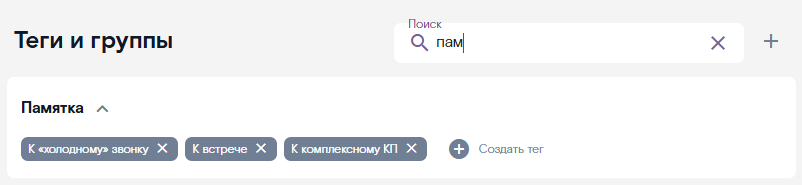 Поиск
Теги и группы
пам
Памятка
К «холодному» звонку
К встрече
К комплексному КП
Создать тег